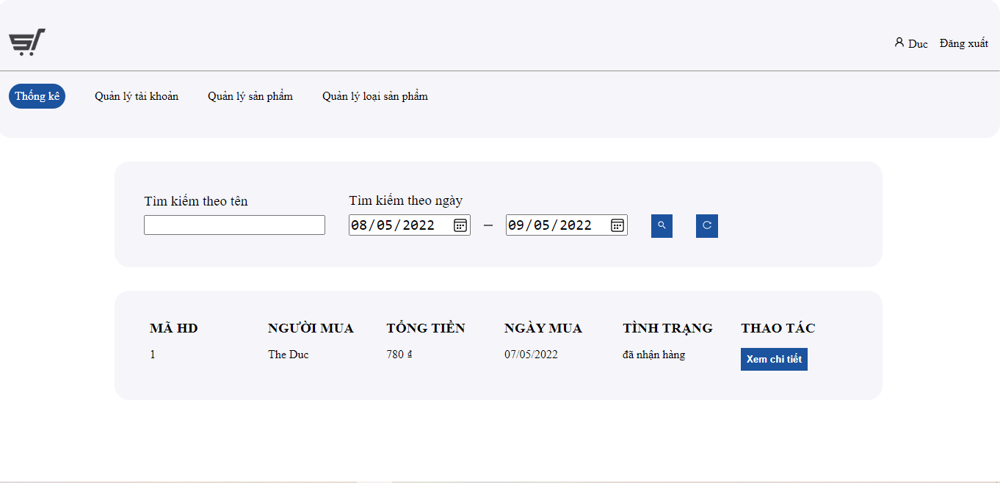 Duc Đăng xuất
Thống kê Quản lý tài khoản Quản lý sản phẩm Quản lý loại sản phẩm
Tìm kiếm theo tên Tìm kiếm theo ngày
08/05/2022 – 09/05/2022
MÃ HD NGƯỜI MUA TỔNG TIỀN NGÀY MUA TÌNH TRẠNG THAO TÁC
1 The Duc 780 ₫ 07/05/2022 đã nhận hàng Xem chi tiết